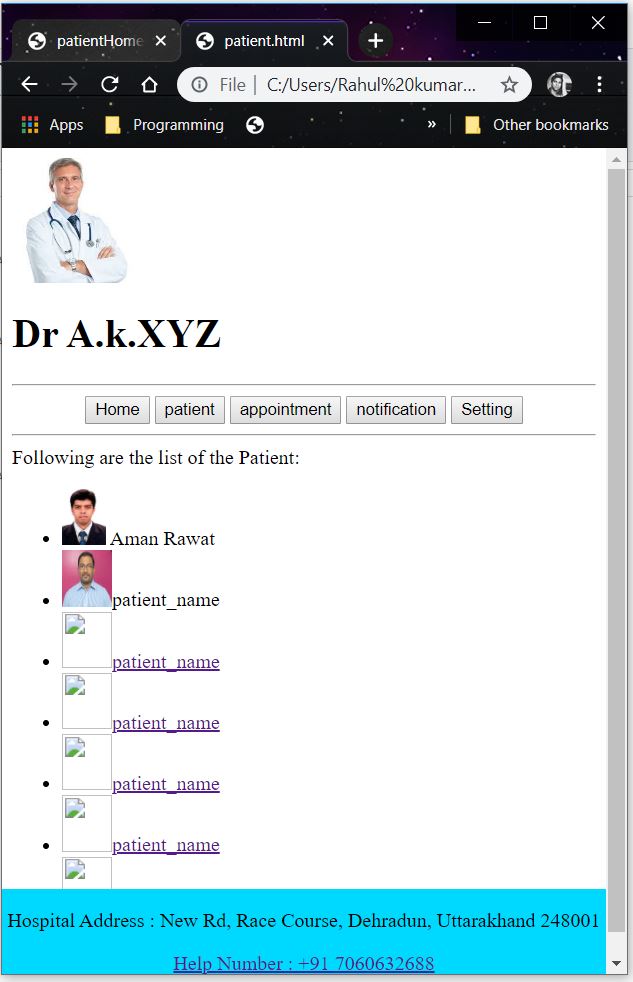 patientHome
patient.html
File | C:/Users/Rahul%20kumar...
Apps
Programming
»
Other bookmarks
Dr A.k.XYZ
Home
patient
appointment
notification
Setting
Following are the list of the Patient:
Aman Rawat
patient_name
patient_name
patient_name
patient_name
patient_name
Hospital Address : New Rd, Race Course, Dehradun, Uttarakhand 248001
Help Number : +91 7060632688